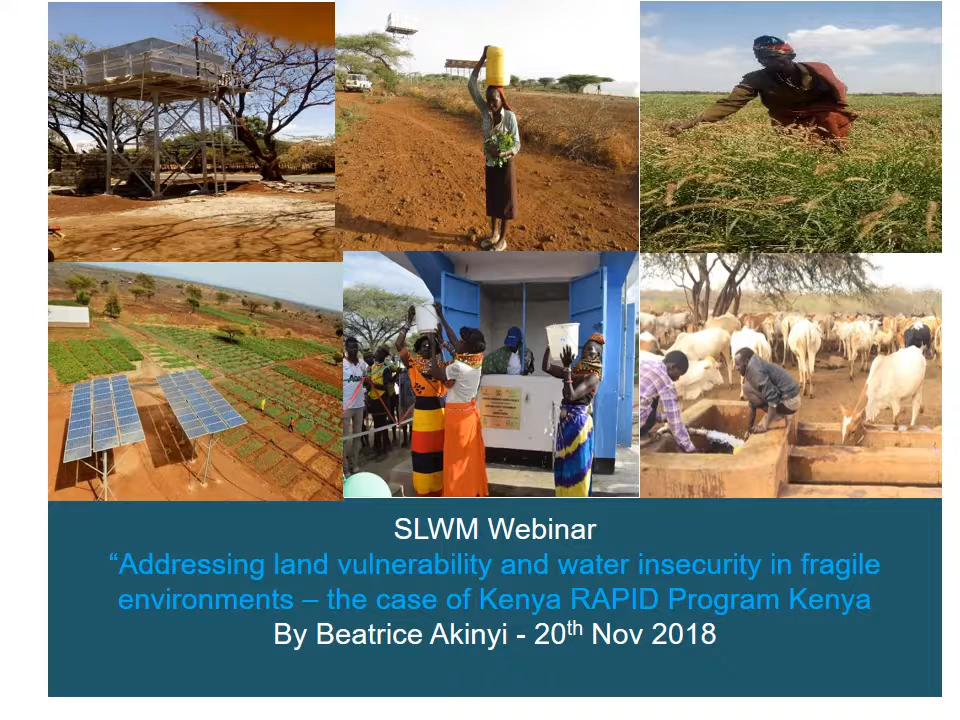 SLWM Webinar
“Addressing land vulnerability and water insecurity in fragile
environments – the case of Kenya RAPID Program Kenya
By Beatrice Akinyi - 20th Nov 2018